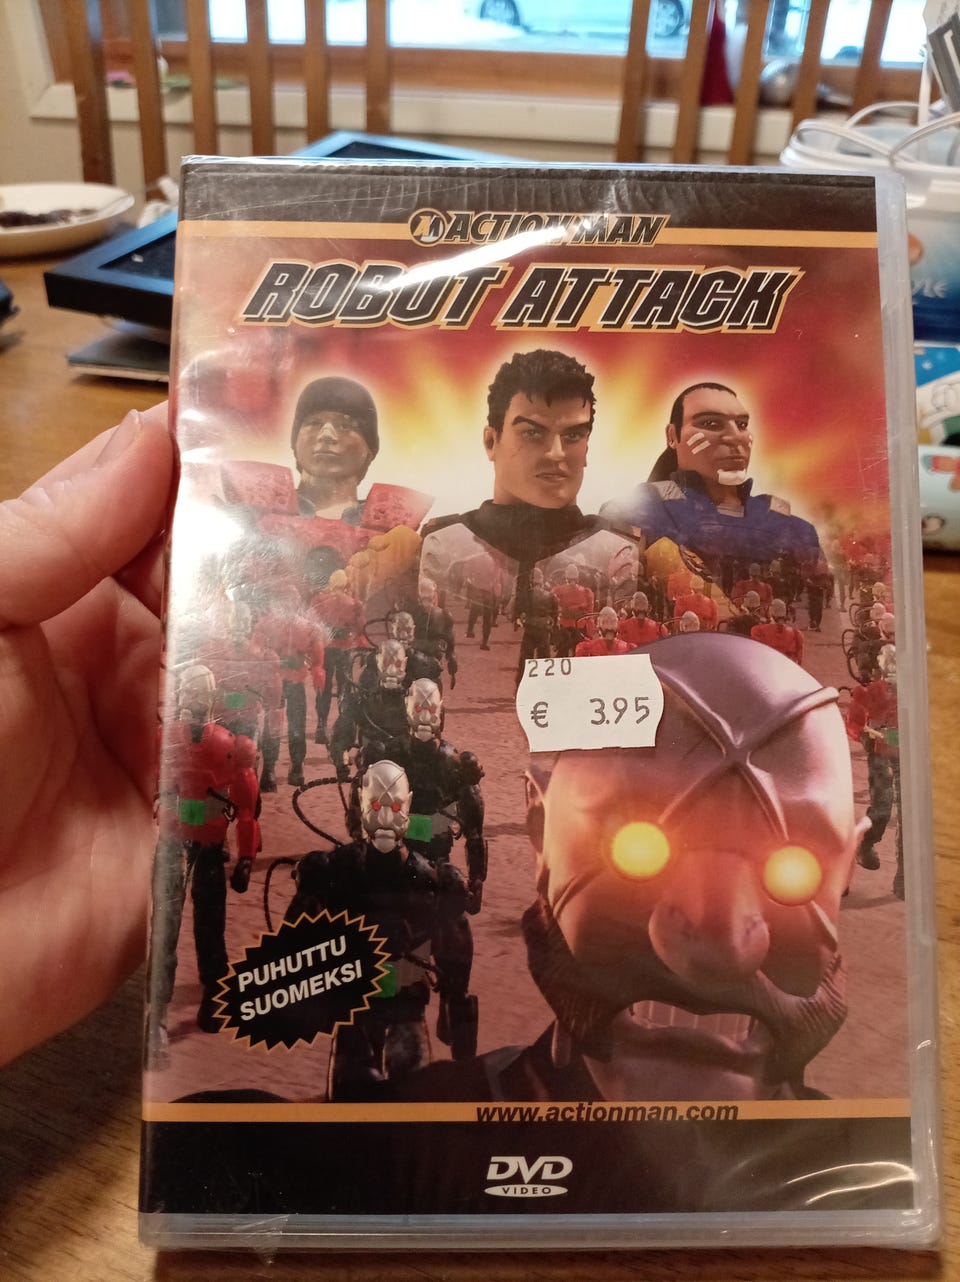 ACTION MAN
ROBOT ATTACK
220
€ 3.95
PUHUTTU
SUOMEKSI
www.actionman.com
DVD
VIDEO